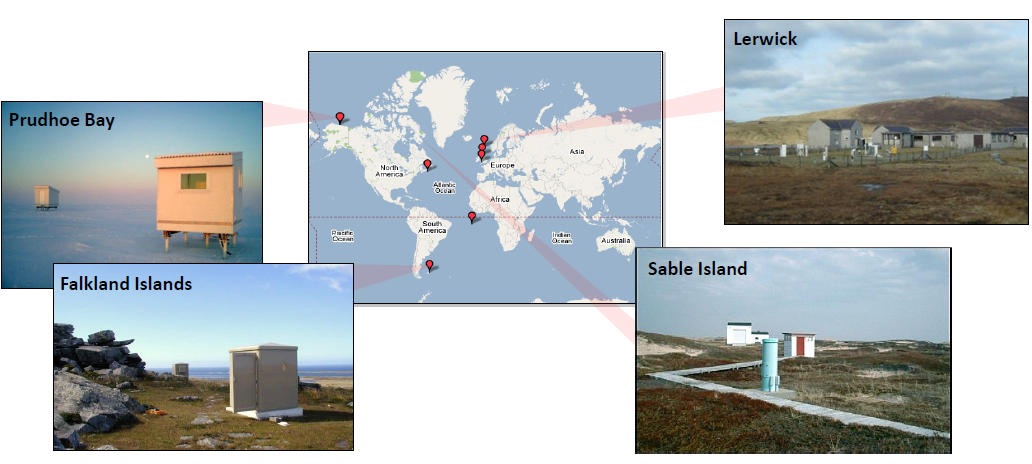 Prudhoe Bay
Lerwick
North
America
Atlantic
Ocean
Europe
Asia
Africa
South
America
Pacific
Ocean
Indian
Ocean
Australia
Falkland Islands
Sable Island